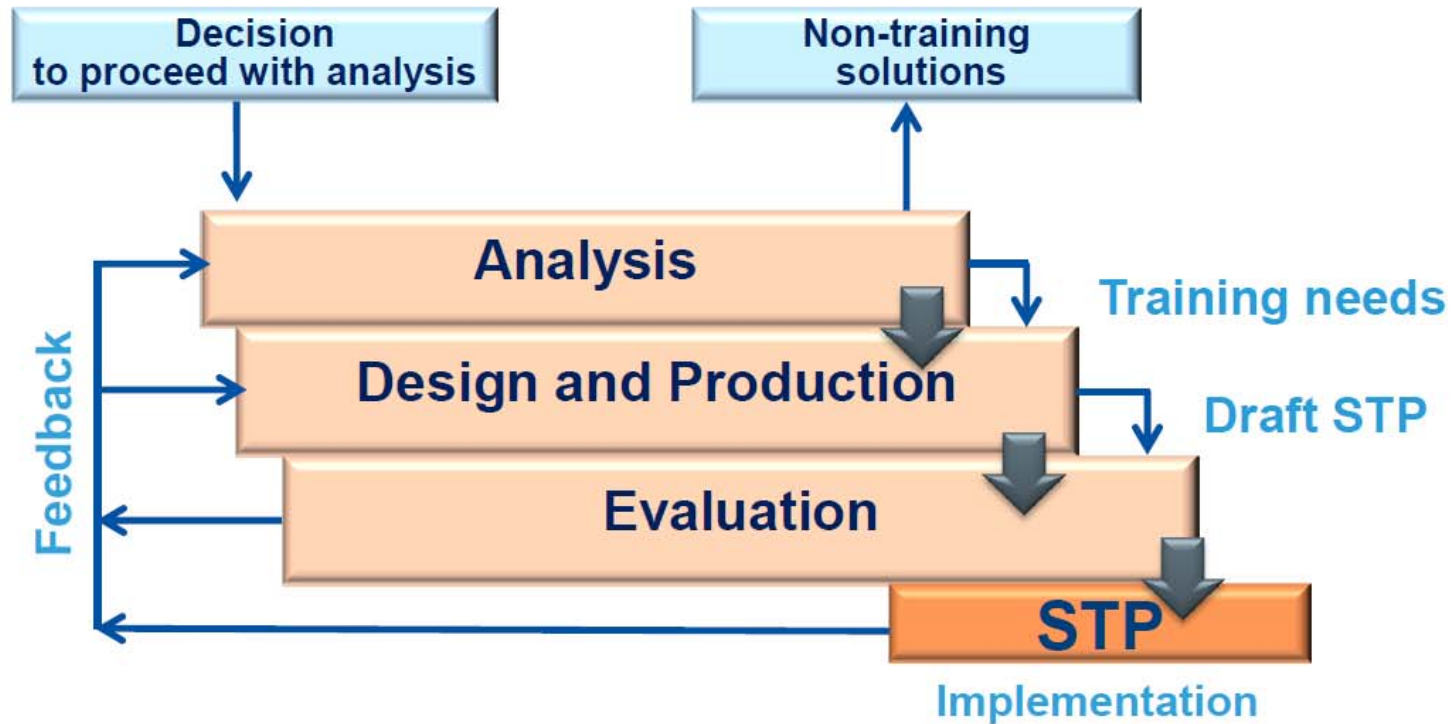 Decision
to proceed with analysis
Non-training
solutions
Analysis
Training needs
Design and Production
Draft STP
Feedback
Evaluation
STP
Implementation